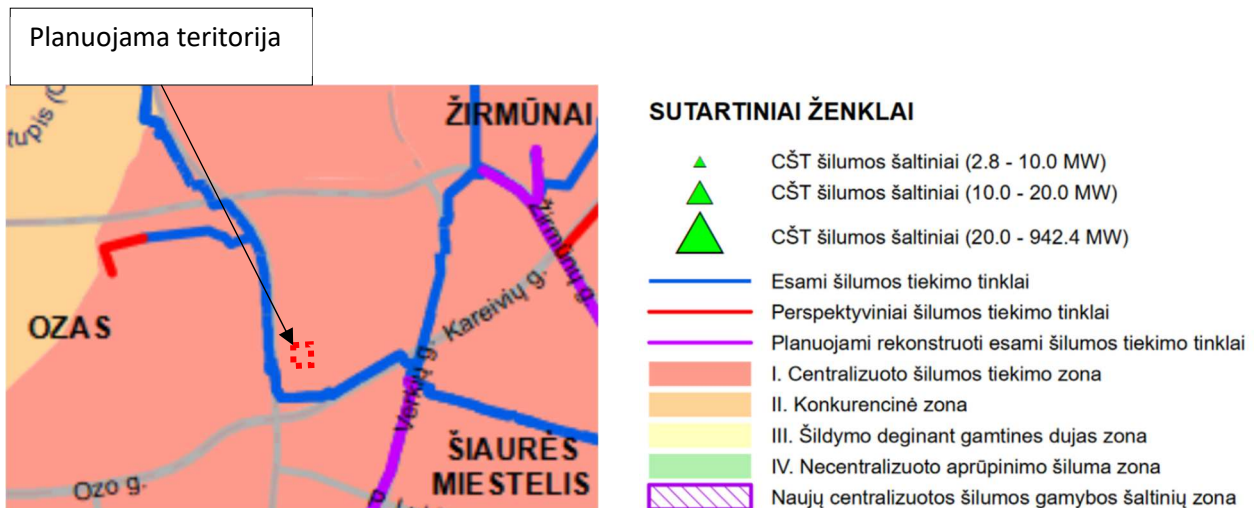 Planuojama teritorija
tupis (O
ŽIRMŪNAI
Žirmūnų g.
Kareivių g.
OZAS
Verkių g.
ŠIAURĖS
MIESTELIS
Ozo g.
SUTARTINIAI ŽENKLAI
CŠT šilumos šaltiniai (2.8 - 10.0 MW)
CŠT šilumos šaltiniai (10.0 - 20.0 MW)
CŠT šilumos šaltiniai (20.0 - 942.4 MW)
Esami šilumos tiekimo tinklai
Perspektyviniai šilumos tiekimo tinklai
Planuojami rekonstruoti esami šilumos tiekimo tinklai
I. Centralizuoto šilumos tiekimo zona
II. Konkurencinė zona
III. Šildymo deginant gamtines dujas zona
IV. Necentralizuoto aprūpinimo šiluma zona
Naujų centralizuotos šilumos gamybos šaltinių zona